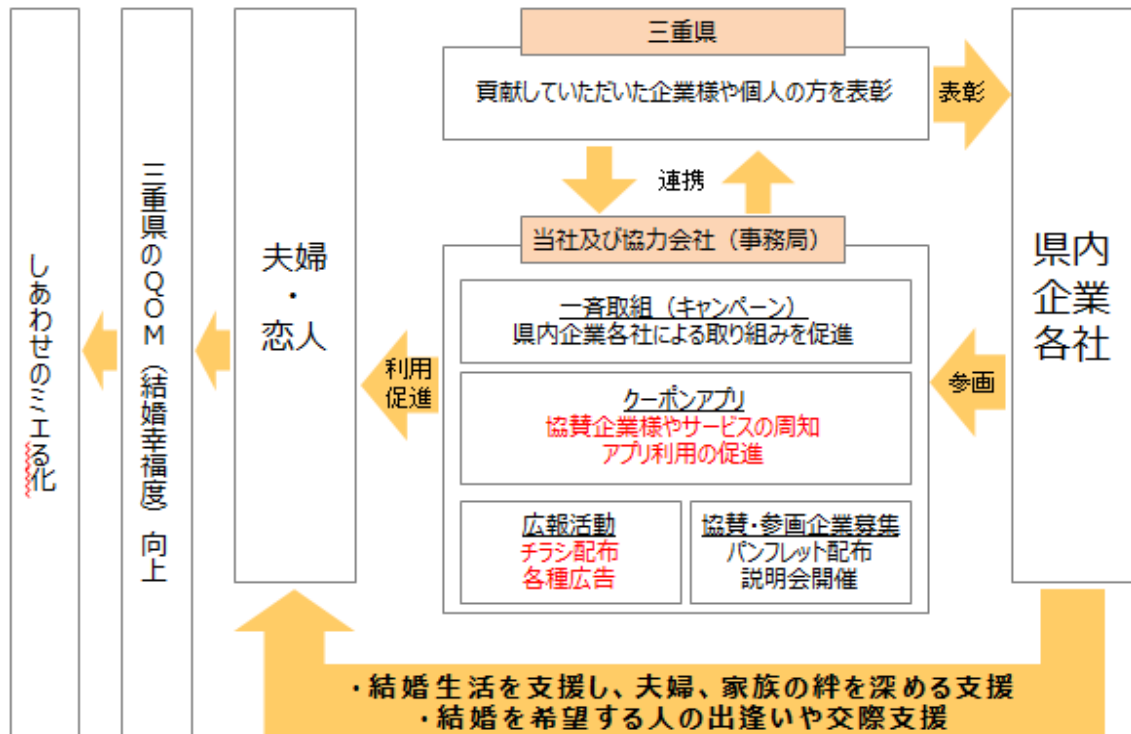 三重県
貢献していただいた企業様や個人の方を表彰
表彰
連携
当社及び協力会社（事務局）
一斉取組（キャンペーン）
県内企業各社による取り組みを促進
クーポンアプリ
協賛企業様やサービスの周知
アプリ利用の促進
広報活動
チラシ配布
各種広告
協賛・参画企業募集
パンフレット配布
説明会開催
県内
企業
各社
参画
利用
促進
夫婦
・
恋人
三重県のＱＯＭ（結婚幸福度）　向上
しあわせのミエる化
・結婚生活を支援し、夫婦、家族の絆を深める支援
・結婚を希望する人の出逢いや交際支援